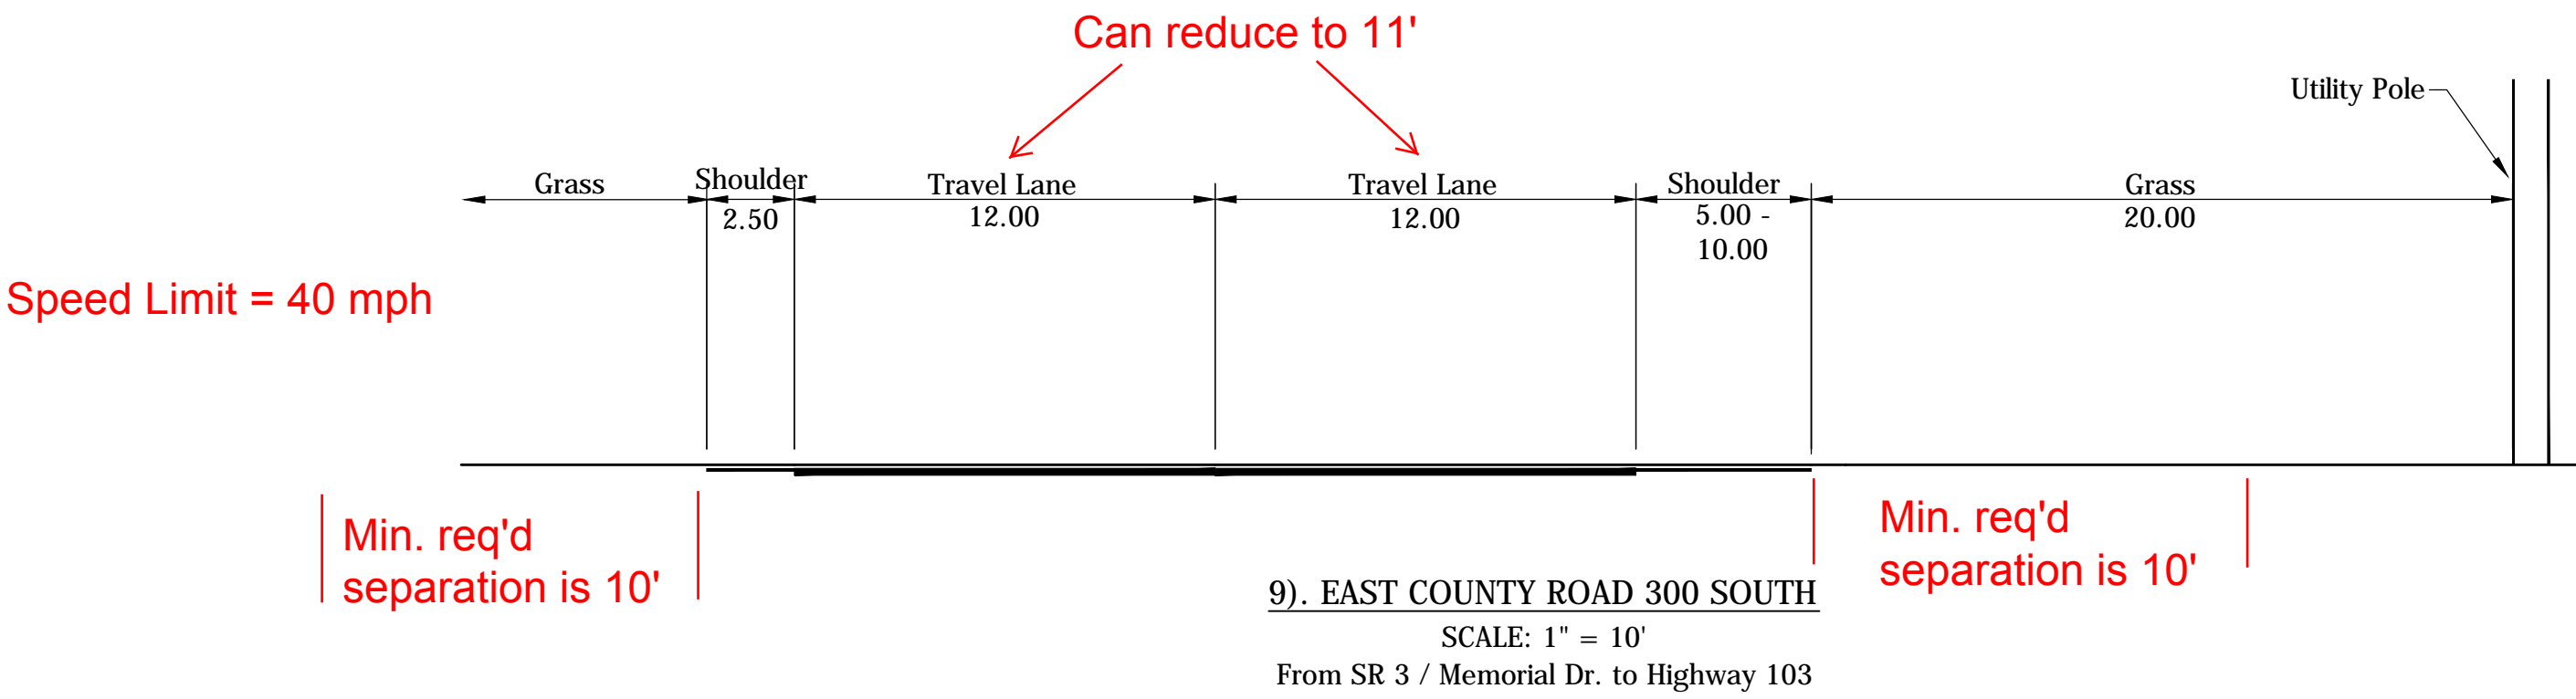 Can reduce to 11'
Utility Pole
Grass
Shoulder
Travel Lane
Travel Lane
Shoulder
Grass
2.50
12.00
12.00
5.00 -
10.00
20.00
Speed Limit = 40 mph
Min. req'd
separation is 10'
Min. req'd
separation is 10'
9). EAST COUNTY ROAD 300 SOUTH
SCALE: 1" = 10'
From SR 3 / Memorial Dr. to Highway 103